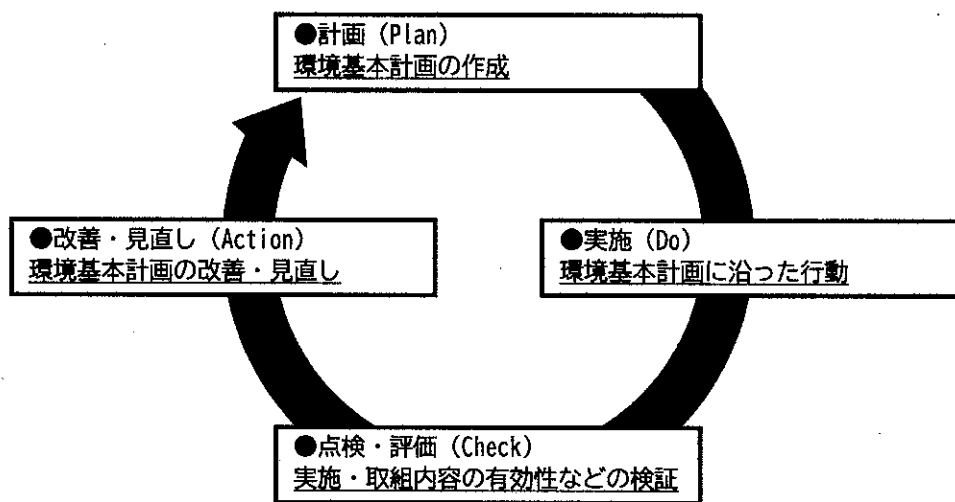 ●計画（Plan）
環境基本計画の作成
●改善・見直し（Action）
環境基本計画の改善・見直し
●実施（Do）
環境基本計画に沿った行動
●点検・評価（Check）
実施・取組内容の有効性などの検証